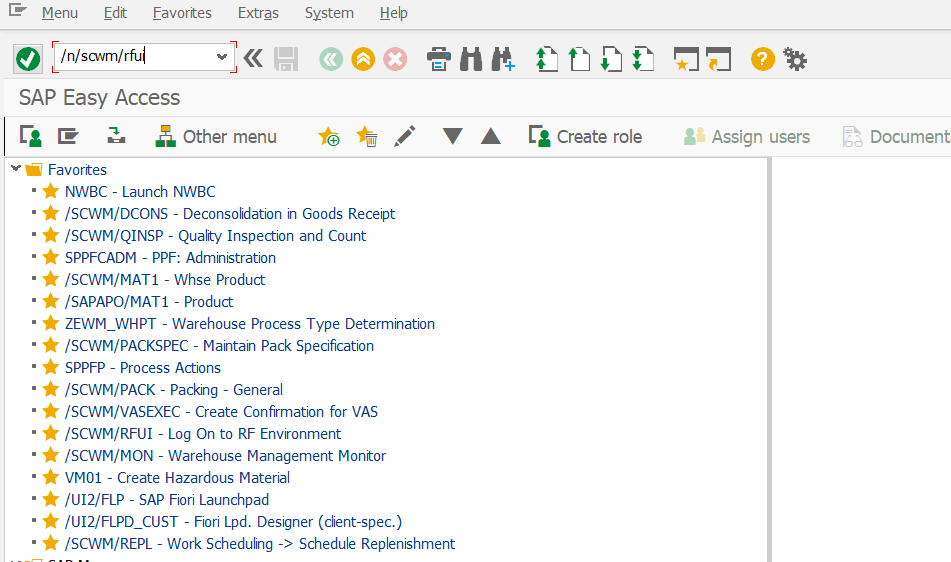 Menu Edit Favorites Extras System Help
/n/scwm/rfui
SAP Easy Access
Other menu Create role Assign users Document
Favorites
NWBC - Launch NWBC
/SCWM/DCONS - Deconsolidation in Goods Receipt
/SCWM/QINSP - Quality Inspection and Count
SPPFCADM - PPF: Administration
/SCWM/MAT1 - Whse Product
/SAPAPO/MAT1 - Product
ZEWM_WHPT - Warehouse Process Type Determination
/SCWM/PACKSPEC - Maintain Pack Specification
SPPFP - Process Actions
/SCWM/PACK - Packing - General
/SCWM/VASEXEC - Create Confirmation for VAS
/SCWM/RFUI - Log On to RF Environment
/SCWM/MON - Warehouse Management Monitor
VM01 - Create Hazardous Material
/UI2/FLP - SAP Fiori Launchpad
/UI2/FLPD_CUST - Fiori Lpd. Designer (client-spec.)
/SCWM/REPL - Work Scheduling -> Schedule Replenishment